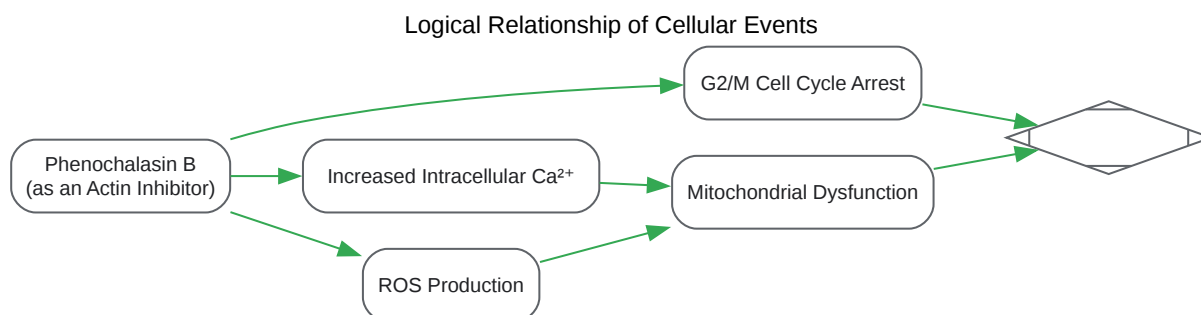 Logical Relationship of Cellular Events
G2/M Cell Cycle Arrest
Phenochalasin B
(as an Actin Inhibitor)
Increased Intracellular Ca²⁺
Mitochondrial Dysfunction
ROS Production